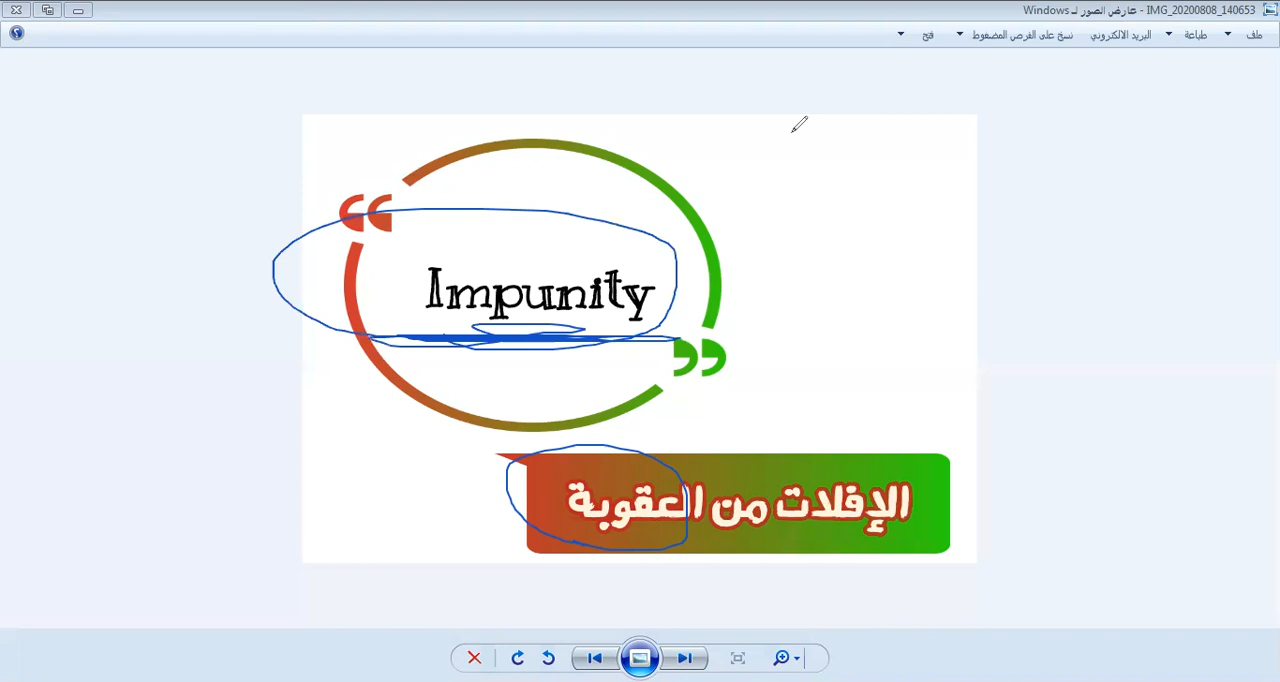 IMG_20200808_140653 - عارض الصور لـ Windows
ملف طباعة البريد الالكتروني نسخ على القرص المضغوط فتح
“
Impunity
”
الإفلات من العقوبة